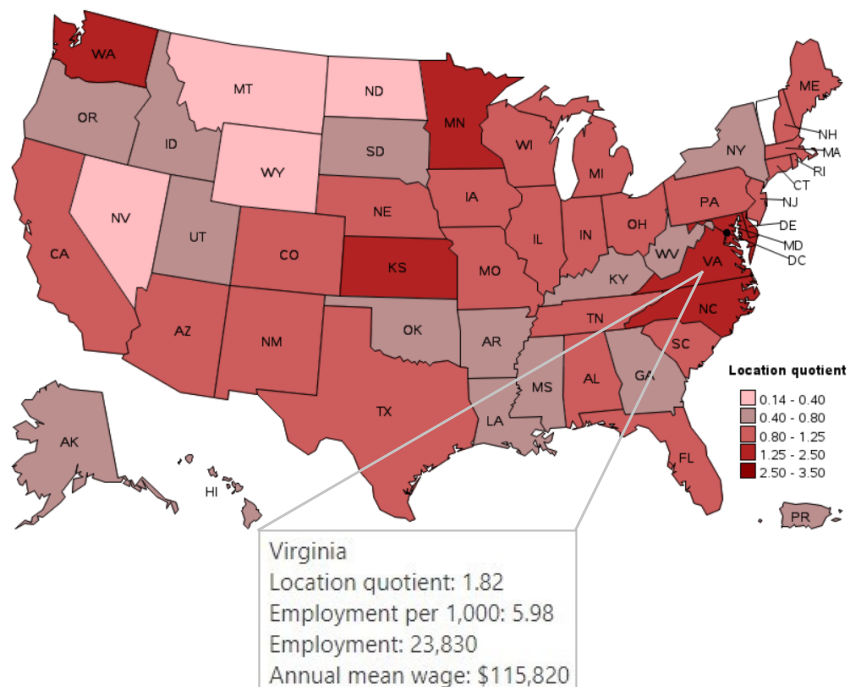 WA
MT
ND
MN
ME
OR
ID
SD
WI
MI
NY
NH
MA
RI
CT
WY
NV
UT
NE
IA
PA
NJ
CA
CO
KS
MO
IL
IN
OH
DE
MD
DC
WV
VA
KY
AZ
NM
OK
AR
TN
NC
SC
TX
LA
MS
AL
GA
FL
AK
HI
PR
Location quotient
0.14 - 0.40
0.40 - 0.80
0.80 - 1.25
1.25 - 2.50
2.50 - 3.50
Virginia
Location quotient: 1.82
Employment per 1,000: 5.98
Employment: 23,830
Annual mean wage: $115,820